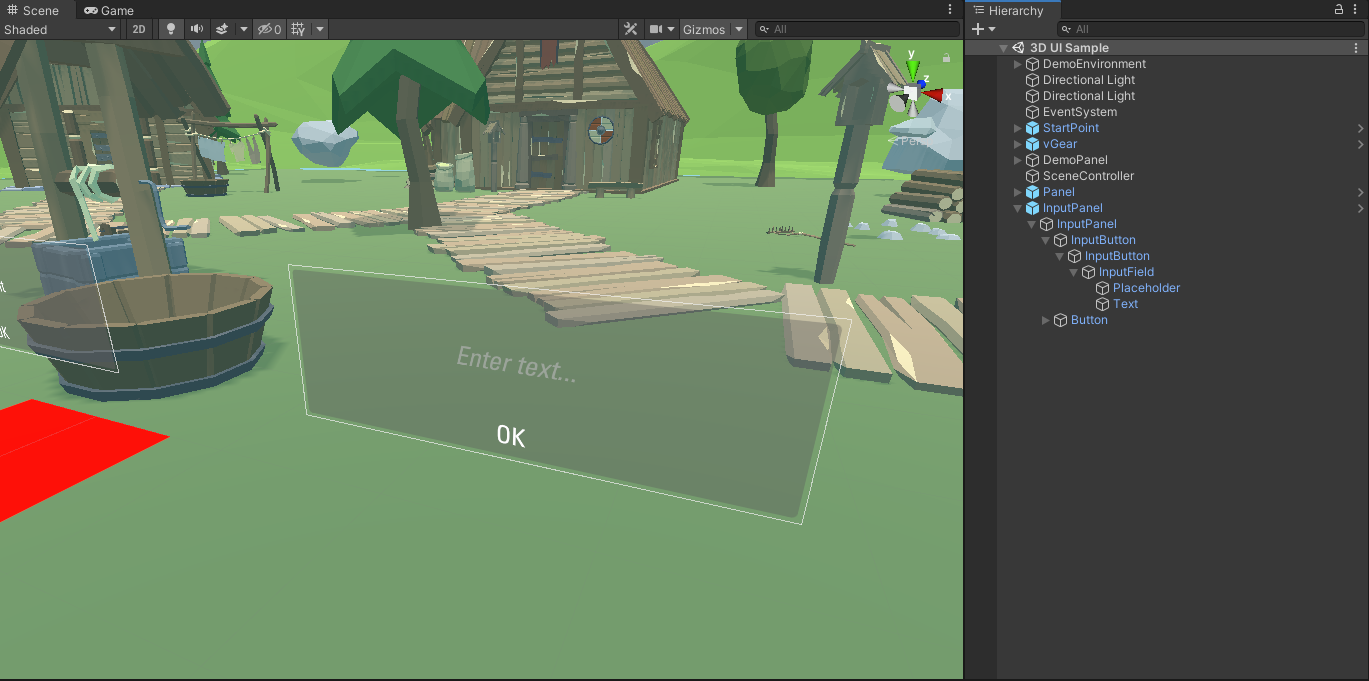 Scene
Game
Shaded
2D
0
Gizmos
All
y
z
x
Enter text...
OK
Hierarchy
All
3D UI Sample
DemoEnvironment
Directional Light
Directional Light
EventSystem
StartPoint
vGear
DemoPanel
SceneController
Panel
InputPanel
InputPanel
InputButton
InputButton
InputField
Placeholder
Text
Button